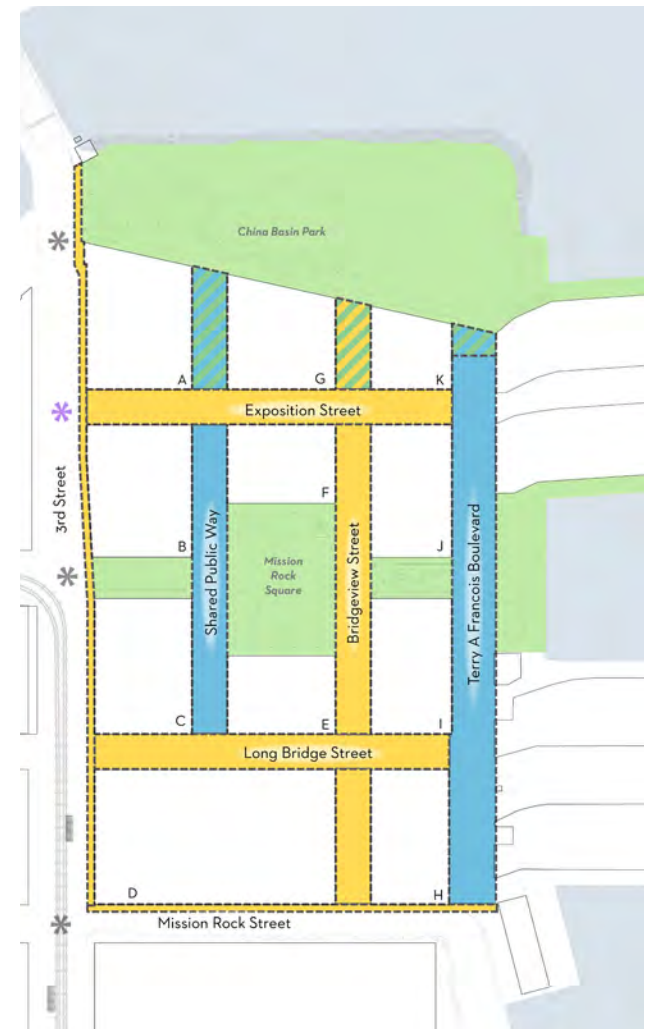 China Basin Park
A
G
K
Exposition Street
3rd Street
F
B
J
Mission
Rock
Square
Shared Public Way
Bridgeview Street
Terry A Francois Boulevard
C
E
I
Long Bridge Street
D
H
Mission Rock Street